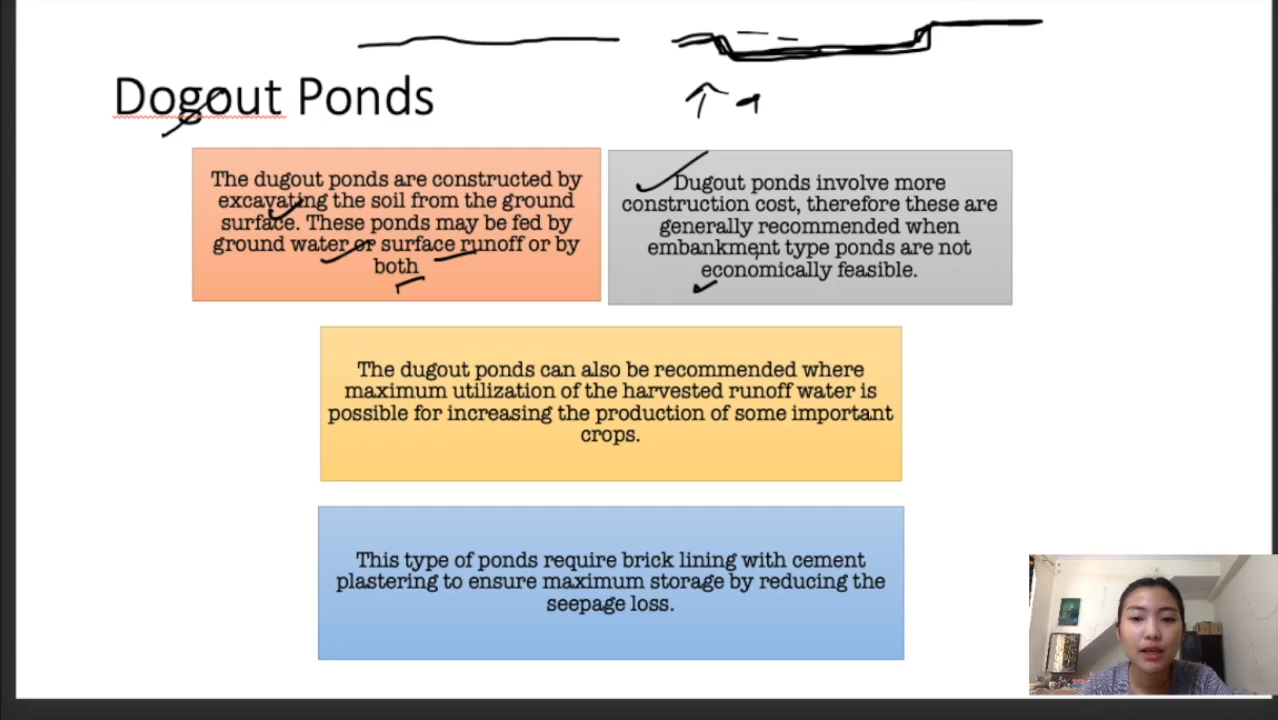 Dogout Ponds
The dugout ponds are constructed by
excavating the soil from the ground
surface. These ponds may be fed by
ground water or surface runoff or by
both
Dugout ponds involve more
construction cost, therefore these are
generally recommended when
embankment type ponds are not
economically feasible.
The dugout ponds can also be recommended where
maximum utilization of the harvested runoff water is
possible for increasing the production of some important
crops.
This type of ponds require brick lining with cement
plastering to ensure maximum storage by reducing the
seepage loss.